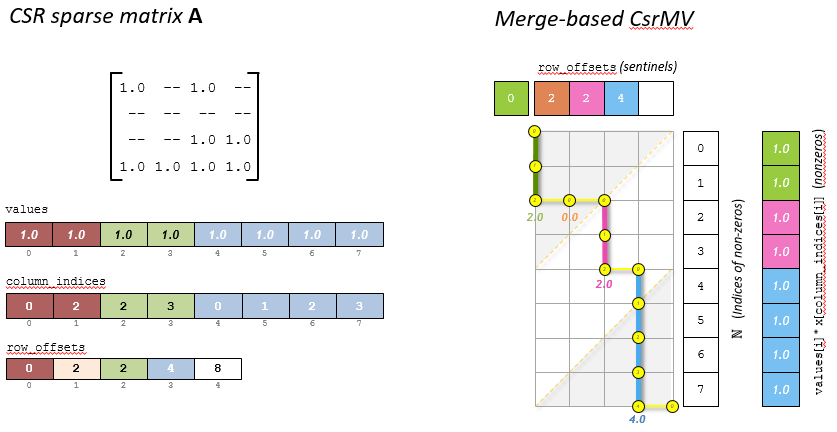 CSR sparse matrix A
1.0 -- 1.0 --
-- -- -- --
-- -- 1.0 1.0
1.0 1.0 1.0 1.0
values
1.0 1.0 1.0 1.0 1.0 1.0 1.0 1.0
0 1 2 3 4 5 6 7
column_indices
0 2 2 3 0 1 2 3
0 1 2 3 4 5 6 7
row_offsets
0 2 2 4 8
0 1 2 3 4
Merge-based CsrMV
row_offsets (sentinels)
0 2 2 4
2.0 0.0
2.0
4.0
0
1
2
3
4
5
6
7
ℕ (Indices of non-zeros)
1.0
1.0
1.0
1.0
1.0
1.0
1.0
1.0
values[i] * x[column_indices[i]] (nonzeros)